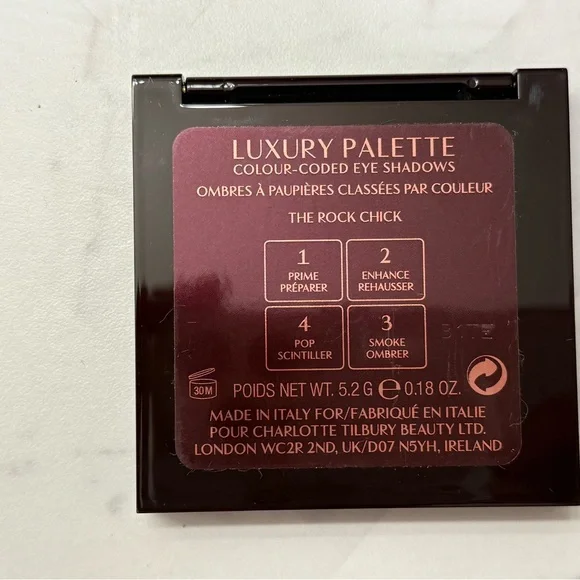 LUXURY PALETTE
COLOUR-CODED EYE SHADOWS
OMBRES À PAUPIÈRES CLASSÉES PAR COULEUR
THE ROCK CHICK
1
PRIME
PRÉPARER
2
ENHANCE
REHAUSSER
4
POP
SCINTILLER
3
SMOKE
OMBRER
30M
POIDS NET WT. 5.2 G ℮ 0.18 OZ.
MADE IN ITALY FOR/FABRIQUÉ EN ITALIE
POUR CHARLOTTE TILBURY BEAUTY LTD.
LONDON WC2R 2ND, UK/D07 N5YH, IRELAND